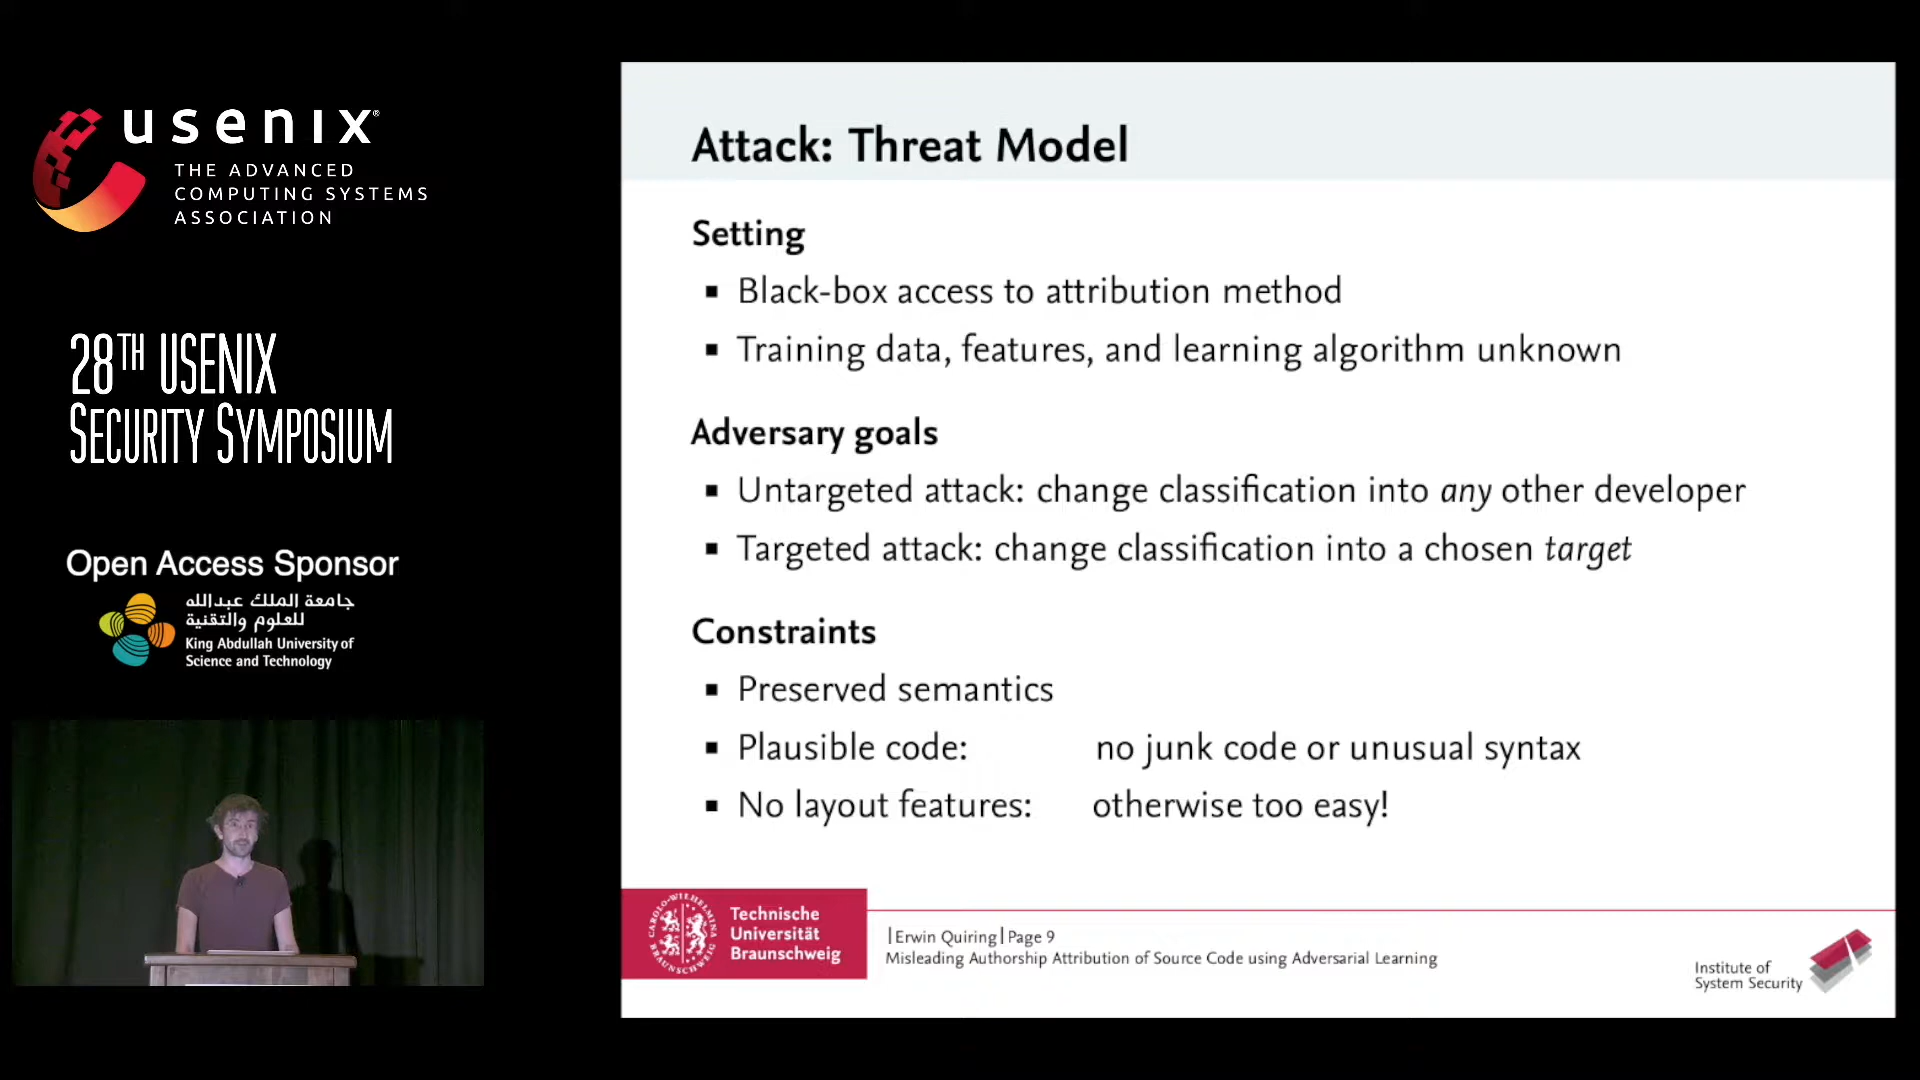 usenix®
THE ADVANCED
COMPUTING SYSTEMS
ASSOCIATION
28TH USENIX
SECURITY SYMPOSIUM
Open Access Sponsor
جامعة الملك عبدالله
للعلوم والتقنية
King Abdullah University of
Science and Technology
Attack: Threat Model
Setting
▪ Black-box access to attribution method
▪ Training data, features, and learning algorithm unknown
Adversary goals
▪ Untargeted attack: change classification into any other developer
▪ Targeted attack: change classification into a chosen target
Constraints
▪ Preserved semantics
▪ Plausible code: no junk code or unusual syntax
▪ No layout features: otherwise too easy!
CAROLO-WILHELMINA
BRAUNSCHWEIG
Technische
Universität
Braunschweig
| Erwin Quiring | Page 9
Misleading Authorship Attribution of Source Code using Adversarial Learning
Institute of
System Security